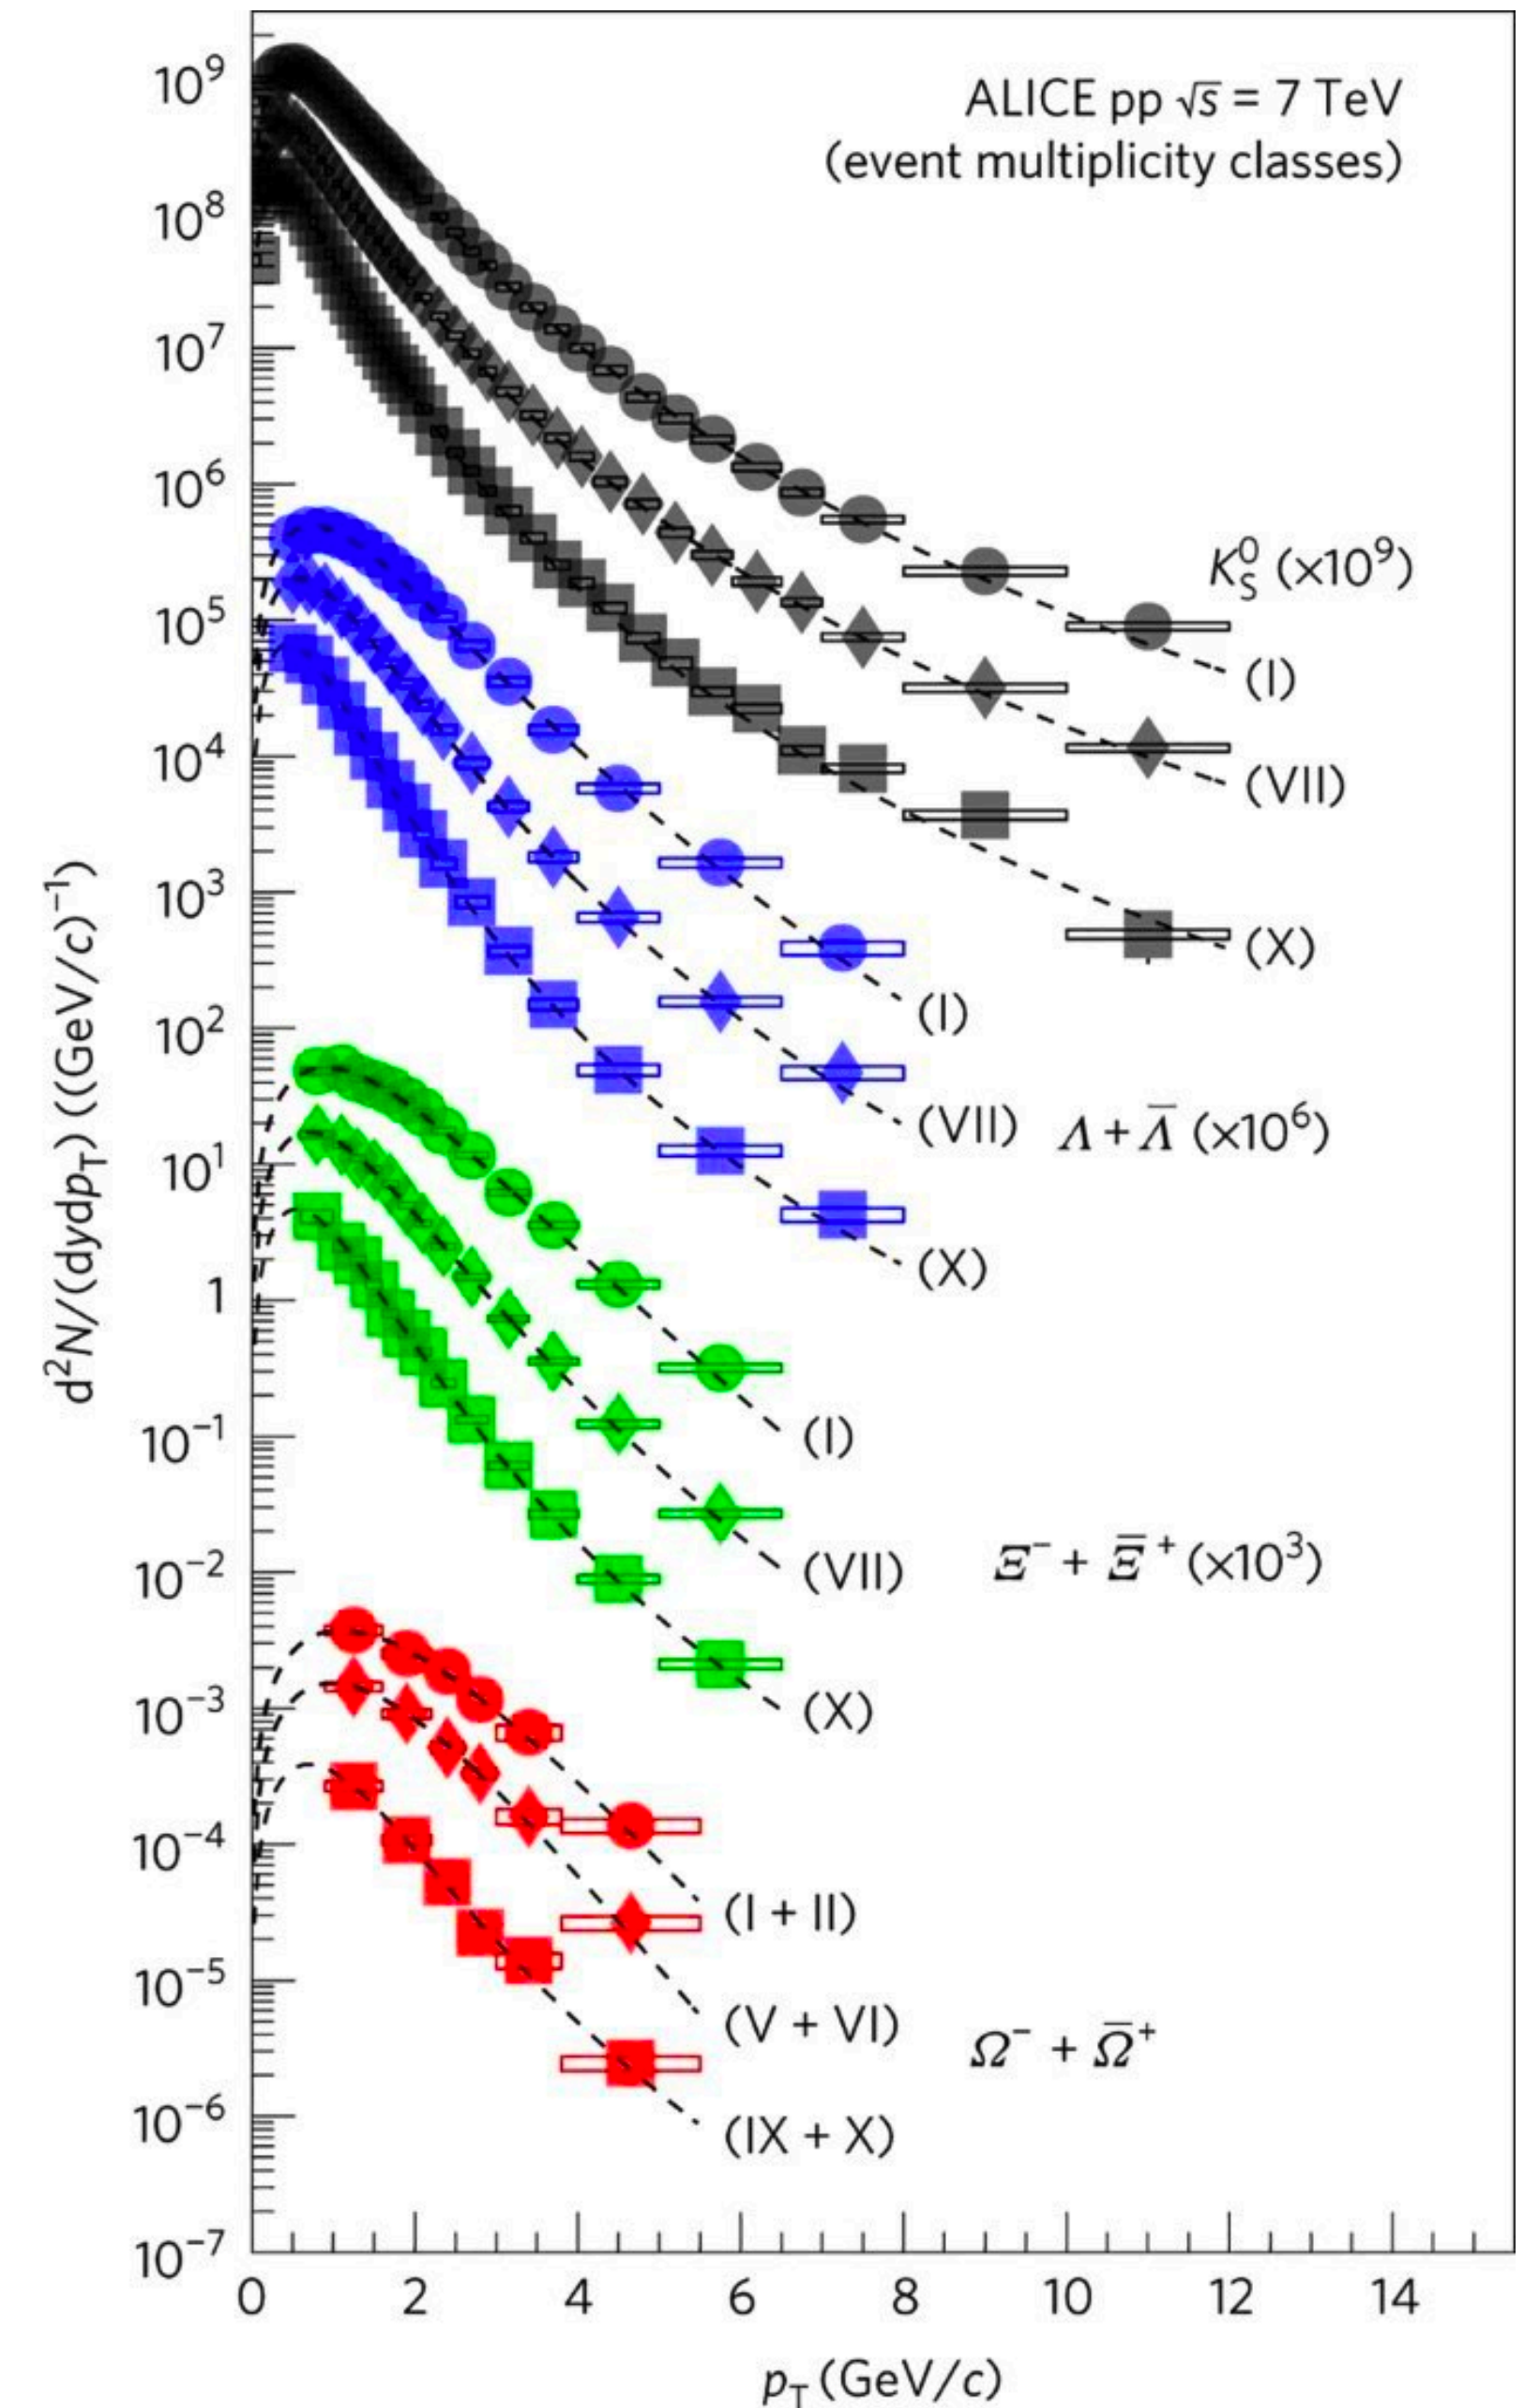 ALICE pp √s = 7 TeV
(event multiplicity classes)
10⁹
10⁸
10⁷
10⁶
10⁵
10⁴
10³
10²
10¹
1
10⁻¹
10⁻²
10⁻³
10⁻⁴
10⁻⁵
10⁻⁶
10⁻⁷
d²N/(dydp_T) ((GeV/c)⁻¹)
K⁰_S (×10⁹)
(I)
(VII)
(X)
(I)
(VII) Λ + Λ̅ (×10⁶)
(X)
(I)
(VII) Ξ⁻ + Ξ̅⁺ (×10³)
(X)
(I + II)
(V + VI) Ω⁻ + Ω̅⁺
(IX + X)
0 2 4 6 8 10 12 14
p_T (GeV/c)